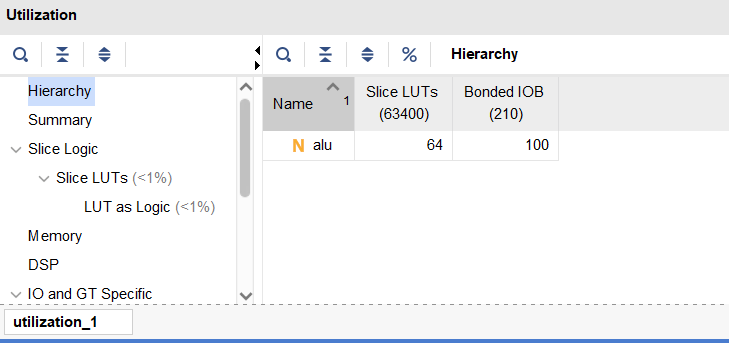 Utilization
Hierarchy
Name 1 Slice LUTs (63400) Bonded IOB (210)
N alu 64 100
Hierarchy
Summary
Slice Logic
Slice LUTs (<1%)
LUT as Logic (<1%)
Memory
DSP
IO and GT Specific
utilization_1